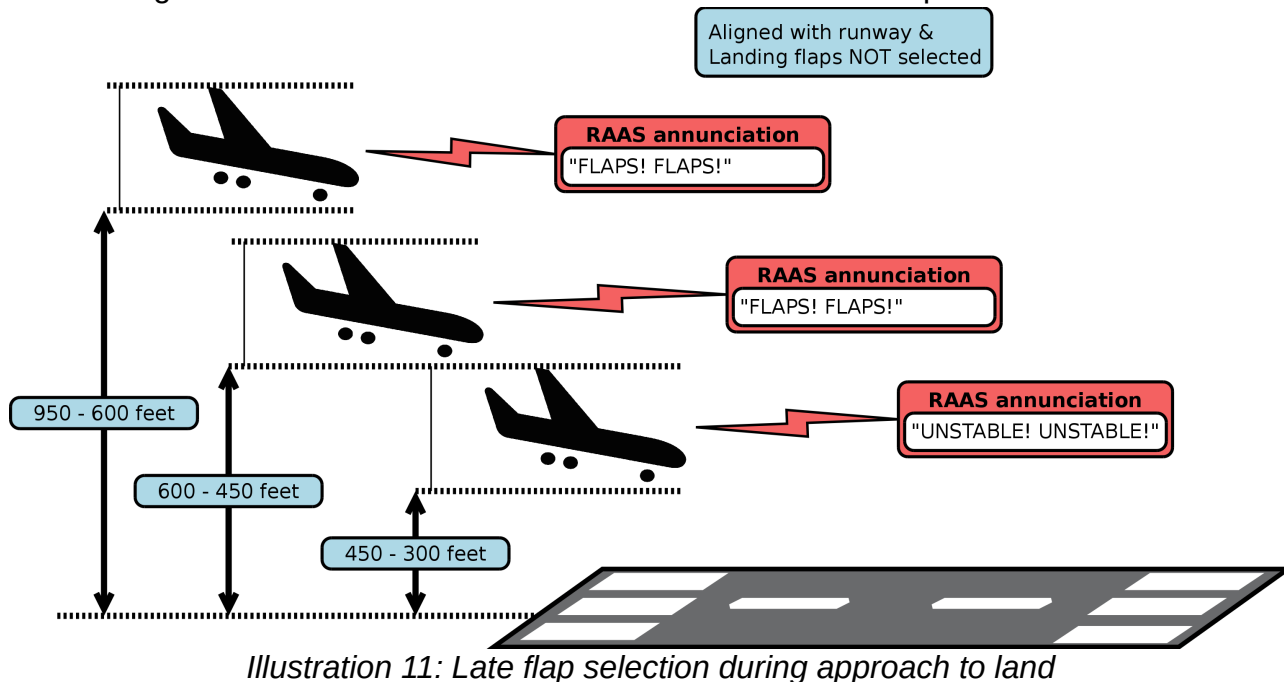 Aligned with runway &
Landing flaps NOT selected
RAAS annunciation
"FLAPS! FLAPS!"
RAAS annunciation
"FLAPS! FLAPS!"
RAAS annunciation
"UNSTABLE! UNSTABLE!"
950 - 600 feet
600 - 450 feet
450 - 300 feet
Illustration 11: Late flap selection during approach to land